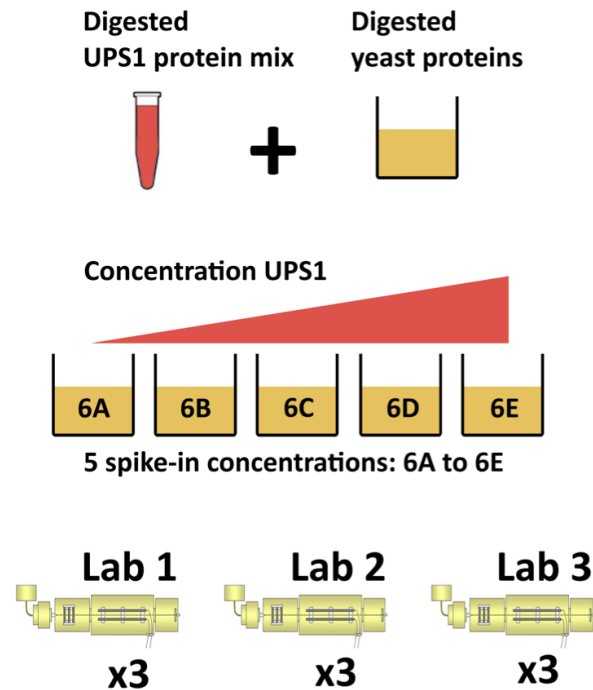 Digested
UPS1 protein mix
Digested
yeast proteins
Concentration UPS1
6A
6B
6C
6D
6E
5 spike-in concentrations: 6A to 6E
Lab 1
Lab 2
Lab 3
x3
x3
x3